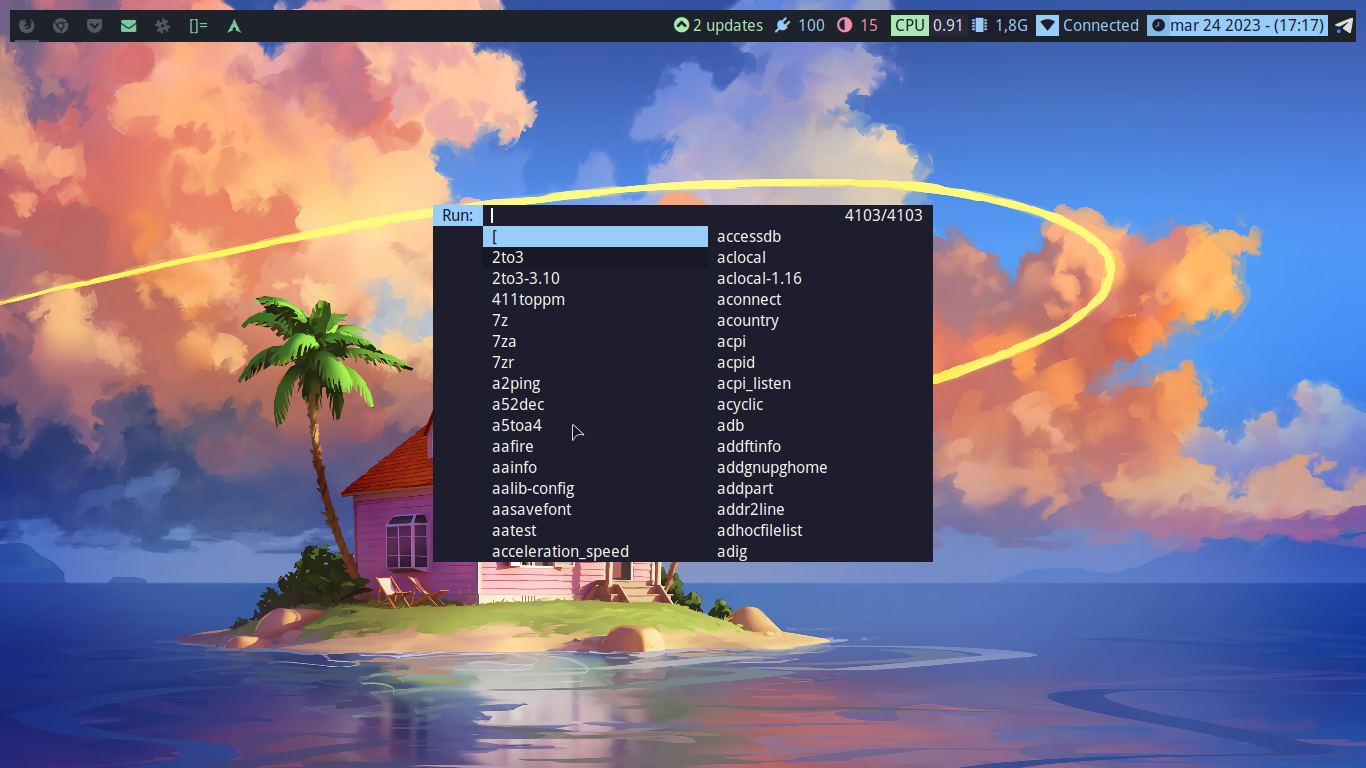 []= 2 updates 100 15 CPU 0.91 1,8G Connected mar 24 2023 - (17:17)
Run: 4103/4103
[ accessdb
2to3 aclocal
2to3-3.10 aclocal-1.16
411toppm aconnect
7z acountry
7za acpi
7zr acpid
a2ping acpi_listen
a52dec acyclic
a5toa4 adb
aafire addftinfo
aainfo addgnupghome
aalib-config addpart
aasavefont addr2line
aatest adhocfilelist
acceleration_speed adig